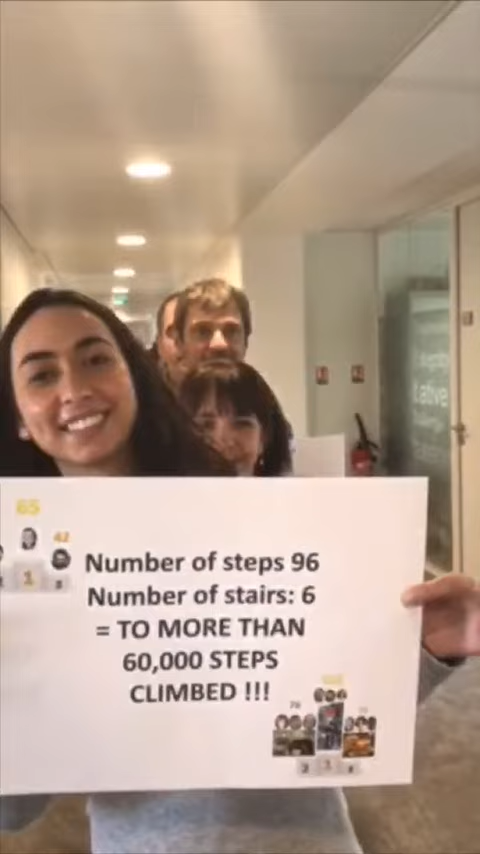 65
42
1
Number of steps 96
Number of stairs: 6
= TO MORE THAN
60,000 STEPS
CLIMBED !!!
78
2 1 3